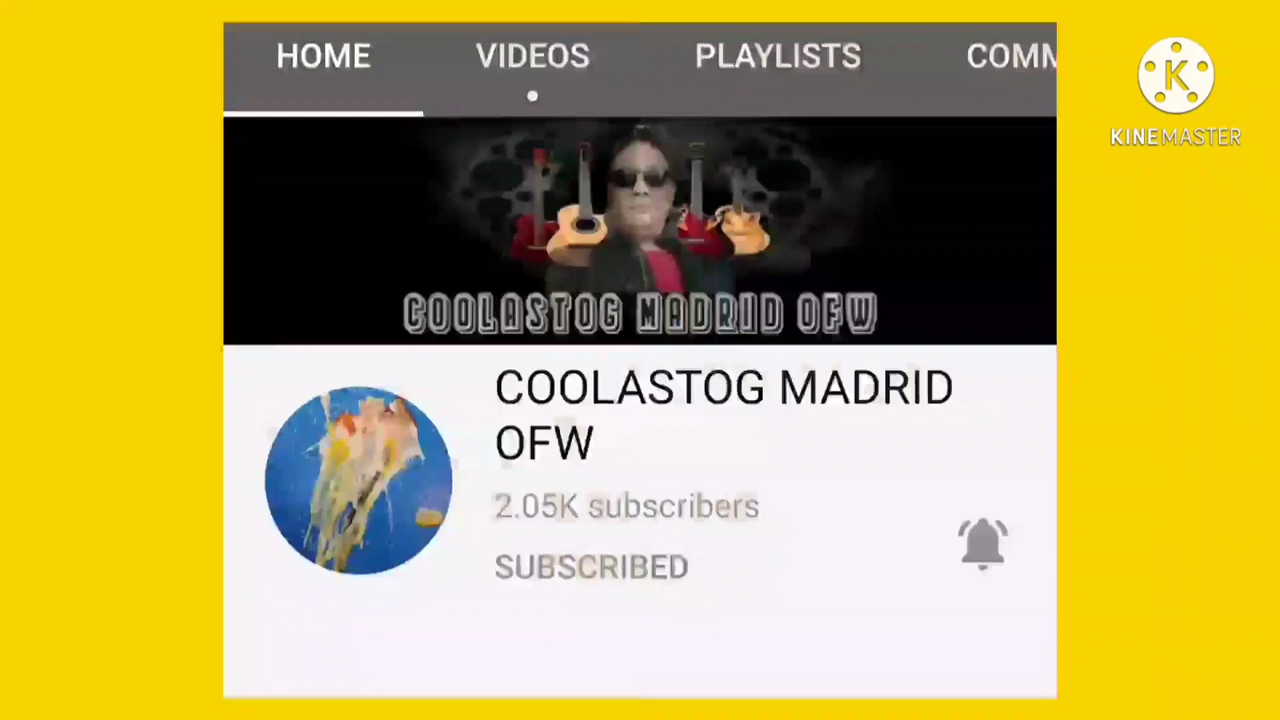 HOME VIDEOS PLAYLISTS COMM
K
KINEMASTER
COOLASTOG MADRID OFW
COOLASTOG MADRID
OFW
2.05K subscribers
SUBSCRIBED